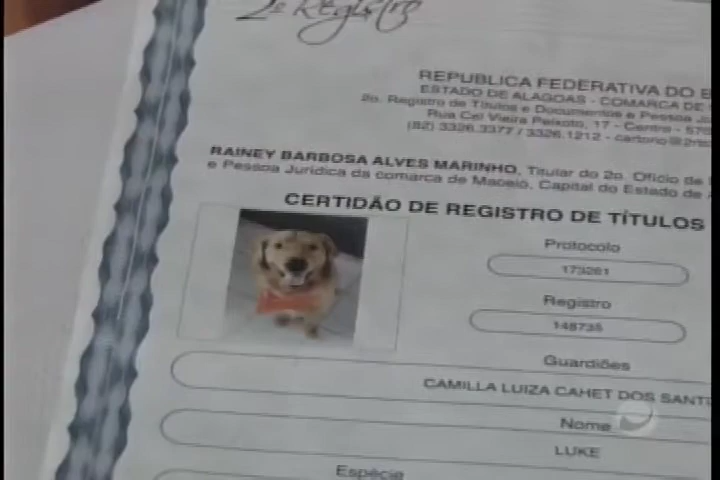 2º Registro
REPUBLICA FEDERATIVA DO
ESTADO DE ALAGOAS - COMARCA DE
2o. Registro de Títulos e Documentos e Pessoa
Rua Cel Vieira Peixoto, 17 - Centro - 570
(82) 3326.3377 / 3326.1212 - cartorio@
RAINEY BARBOSA ALVES MARINHO, Titular do 2o. Ofício de
e Pessoa Jurídica da comarca de Maceió, Capital do Estado de
CERTIDÃO DE REGISTRO DE TÍTULOS
Protocolo
173261
Registro
148735
Guardiões
CAMILLA LUIZA CAHET DOS SANT
Nome
LUKE
Espécie